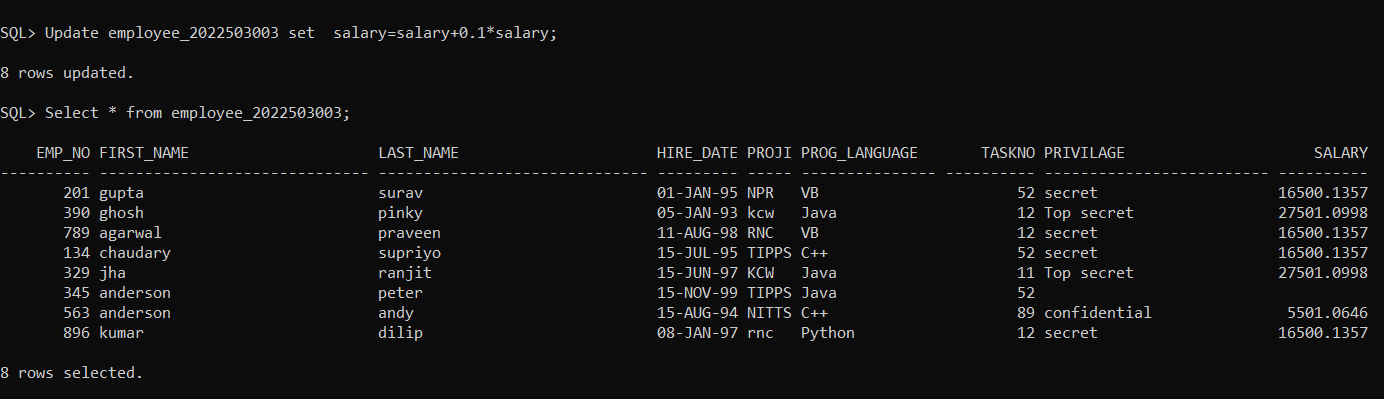 SQL> Update employee_2022503003 set  salary=salary+0.1*salary;
8 rows updated.
SQL> Select * from employee_2022503003;
    EMP_NO FIRST_NAME                     LAST_NAME                      HIRE_DATE PROJI PROG_LANGUAGE       TASKNO PRIVILAGE                     SALARY
---------- ------------------------------ ------------------------------ --------- ----- --------------- ---------- ------------------------- ----------
       201 gupta                          surav                          01-JAN-95 NPR   VB                      52 secret                    16500.1357
       390 ghosh                          pinky                          05-JAN-93 kcw   Java                    12 Top secret                27501.0998
       789 agarwal                        praveen                        11-AUG-98 RNC   VB                      12 secret                    16500.1357
       134 chaudary                       supriyo                        15-JUL-95 TIPPS C++                     52 secret                    16500.1357
       329 jha                            ranjit                         15-JUN-97 KCW   Java                    11 Top secret                27501.0998
       345 anderson                       peter                          15-NOV-99 TIPPS Java                    52
       563 anderson                       andy                           15-AUG-94 NITTS C++                     89 confidential               5501.0646
       896 kumar                          dilip                          08-JAN-97 rnc   Python                  12 secret                    16500.1357
8 rows selected.